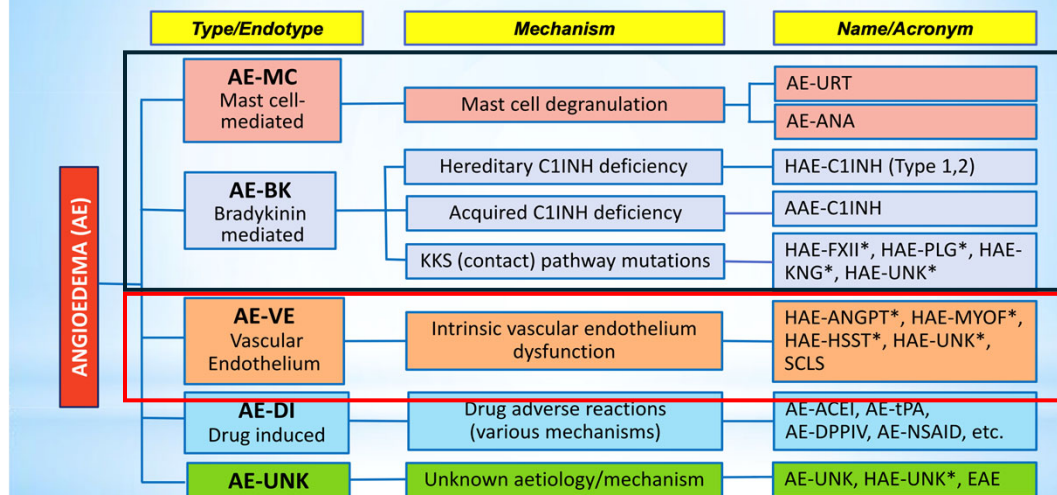 Type/Endotype
Mechanism
Name/Acronym
ANGIOEDEMA (AE)
AE-MC
Mast cell-
mediated
Mast cell degranulation
AE-URT
AE-ANA
AE-BK
Bradykinin
mediated
Hereditary C1INH deficiency
HAE-C1INH (Type 1,2)
Acquired C1INH deficiency
AAE-C1INH
KKS (contact) pathway mutations
HAE-FXII*, HAE-PLG*, HAE-
KNG*, HAE-UNK*
AE-VE
Vascular
Endothelium
Intrinsic vascular endothelium
dysfunction
HAE-ANGPT*, HAE-MYOF*,
HAE-HSST*, HAE-UNK*,
SCLS
AE-DI
Drug induced
Drug adverse reactions
(various mechanisms)
AE-ACEI, AE-tPA,
AE-DPPIV, AE-NSAID, etc.
AE-UNK
Unknown aetiology/mechanism
AE-UNK, HAE-UNK*, EAE